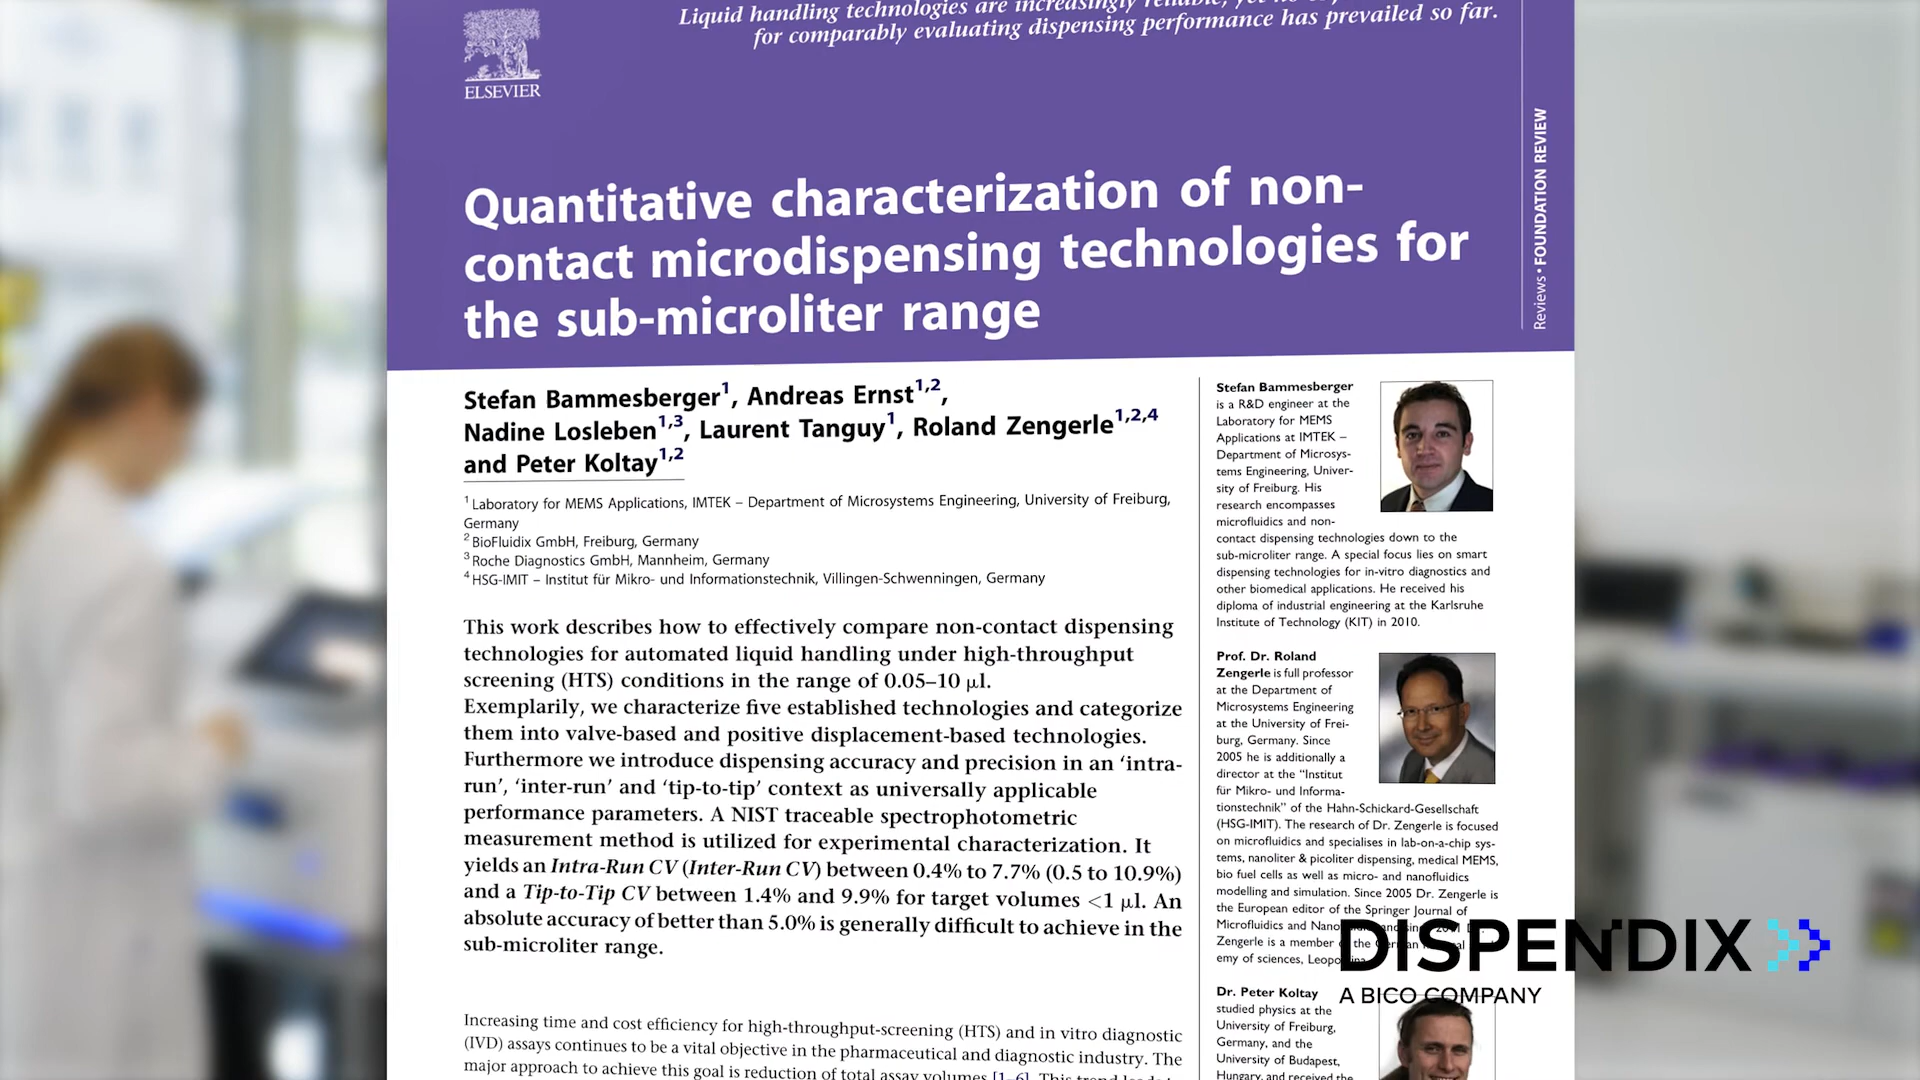 Liquid handling technologies are increasingly reliable, yet no
for comparably evaluating dispensing performance has prevailed so far.
ELSEVIER
Quantitative characterization of non-
contact microdispensing technologies for
the sub-microliter range
Reviews • FOUNDATION REVIEW
Stefan Bammesberger1, Andreas Ernst1,2,
Nadine Losleben1,3, Laurent Tanguy1, Roland Zengerle1,2,4
and Peter Koltay1,2
1 Laboratory for MEMS Applications, IMTEK – Department of Microsystems Engineering, University of Freiburg,
Germany
2 BioFluidix GmbH, Freiburg, Germany
3 Roche Diagnostics GmbH, Mannheim, Germany
4 HSG-IMIT – Institut für Mikro- und Informationstechnik, Villingen-Schwenningen, Germany
This work describes how to effectively compare non-contact dispensing
technologies for automated liquid handling under high-throughput
screening (HTS) conditions in the range of 0.05–10 µl.
Exemplarily, we characterize five established technologies and categorize
them into valve-based and positive displacement-based technologies.
Furthermore we introduce dispensing accuracy and precision in an ‘intra-
run’, ‘inter-run’ and ‘tip-to-tip’ context as universally applicable
performance parameters. A NIST traceable spectrophotometric
measurement method is utilized for experimental characterization. It
yields an Intra-Run CV (Inter-Run CV) between 0.4% to 7.7% (0.5 to 10.9%)
and a Tip-to-Tip CV between 1.4% and 9.9% for target volumes <1 µl. An
absolute accuracy of better than 5.0% is generally difficult to achieve in the
sub-microliter range.
Increasing time and cost efficiency for high-throughput-screening (HTS) and in vitro diagnostic
(IVD) assays continues to be a vital objective in the pharmaceutical and diagnostic industry. The
major approach to achieve this goal is reduction of total assay volumes [1–6]. This trend leads
Stefan Bammesberger
is a R&D engineer at the
Laboratory for MEMS
Applications at IMTEK –
Department of Microsys-
tems Engineering, Univer-
sity of Freiburg. His
research encompasses
microfluidics and non-
contact dispensing technologies down to the
sub-microliter range. A special focus lies on smart
dispensing technologies for in-vitro diagnostics and
other biomedical applications. He received his
diploma of industrial engineering at the Karlsruhe
Institute of Technology (KIT) in 2010.
Prof. Dr. Roland
Zengerle is full professor
at the Department of
Microsystems Engineering
at the University of Frei-
burg, Germany. Since
2005 he is additionally a
director at the “Institut
für Mikro- und Informa-
tionstechnik” of the Hahn-Schickard-Gesellschaft
(HSG-IMIT). The research of Dr. Zengerle is focused
on microfluidics and specialises in lab-on-a-chip sys-
tems, nanoliter & picoliter dispensing, medical MEMS,
bio fuel cells as well as micro- and nanofluidics
modelling and simulation. Since 2005 Dr. Zengerle is
the European editor of the Springer Journal of
Microfluidics and
Zengerle is a member the
emy of sciences,
Dr. Peter Koltay
studied physics at the
University of Freiburg,
Germany, and the
University of Budapest,
Hungary, and received the
DISPENDIX
A BICO COMPANY